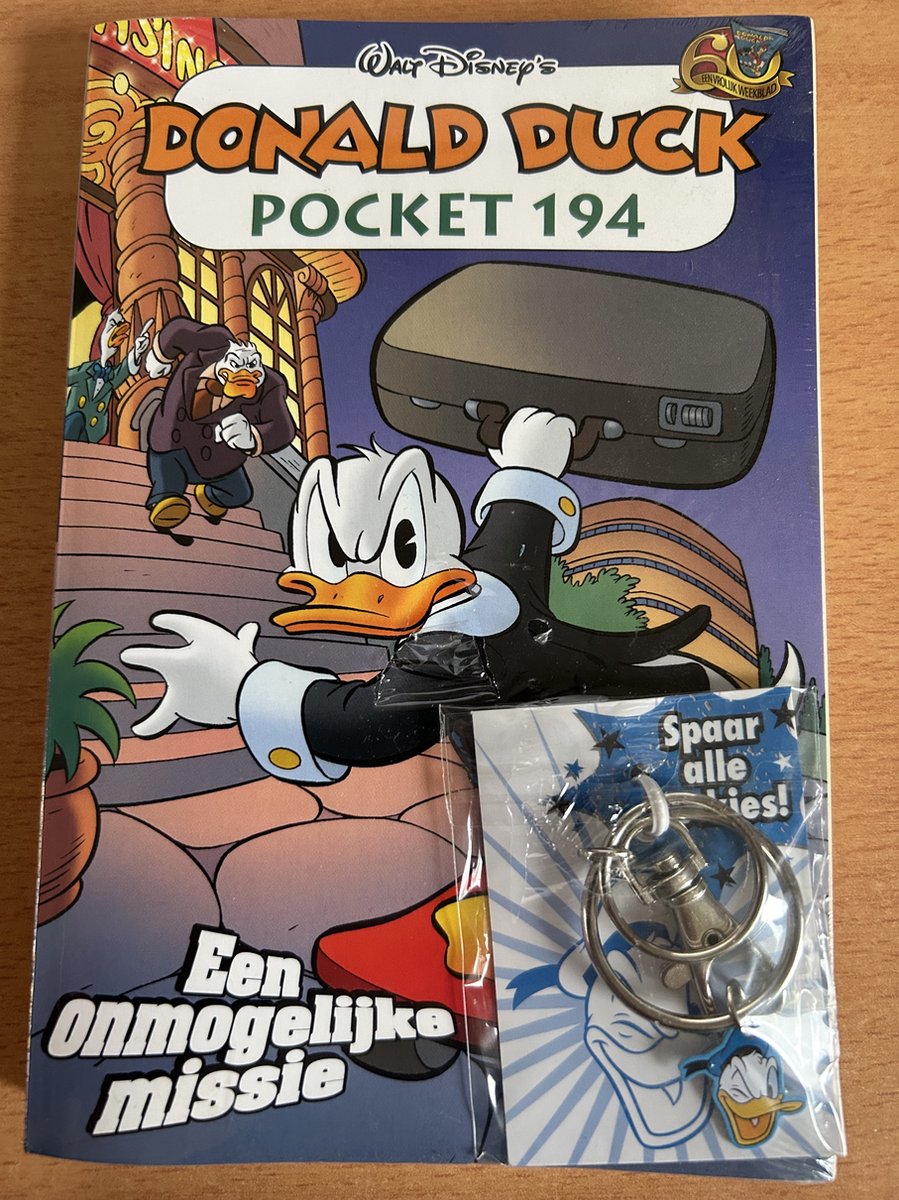 Walt Disney's
DONALD DUCK
POCKET 194
EEN VROLIJK WEEKBLAD
Spaar
alle
Een
onmogelijke
missie